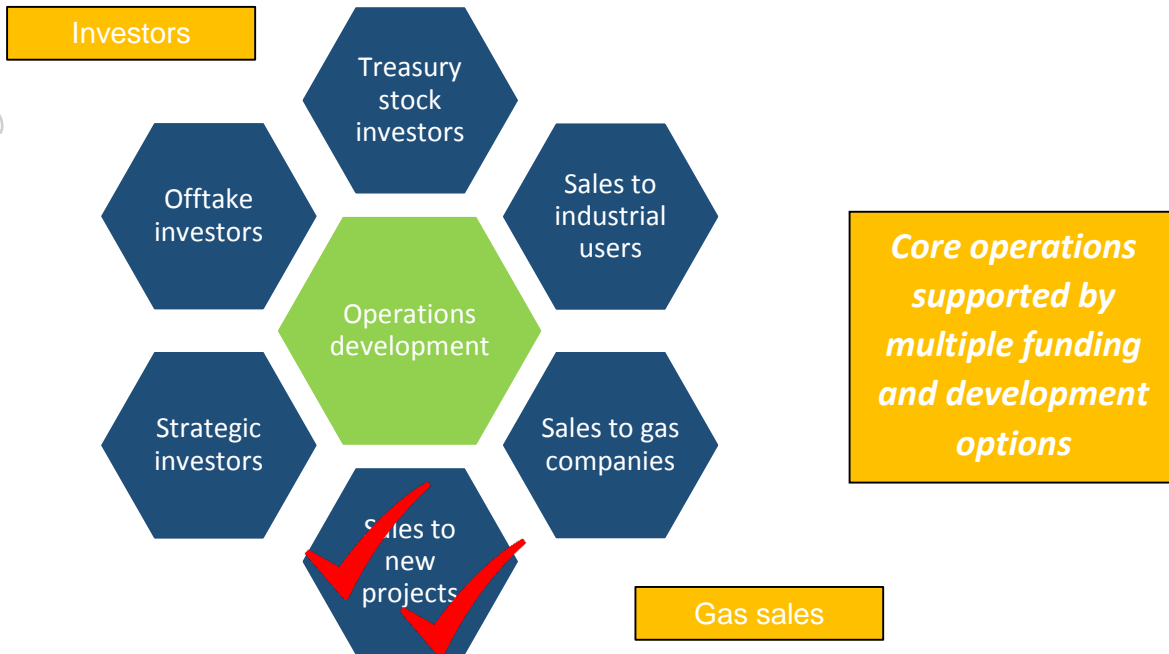 Investors
Treasury
stock
investors
Offtake
investors
Sales to
industrial
users
Operations
development
Core operations
supported by
multiple funding
and development
options
Strategic
investors
Sales to gas
companies
Sales to
new
projects
Gas sales